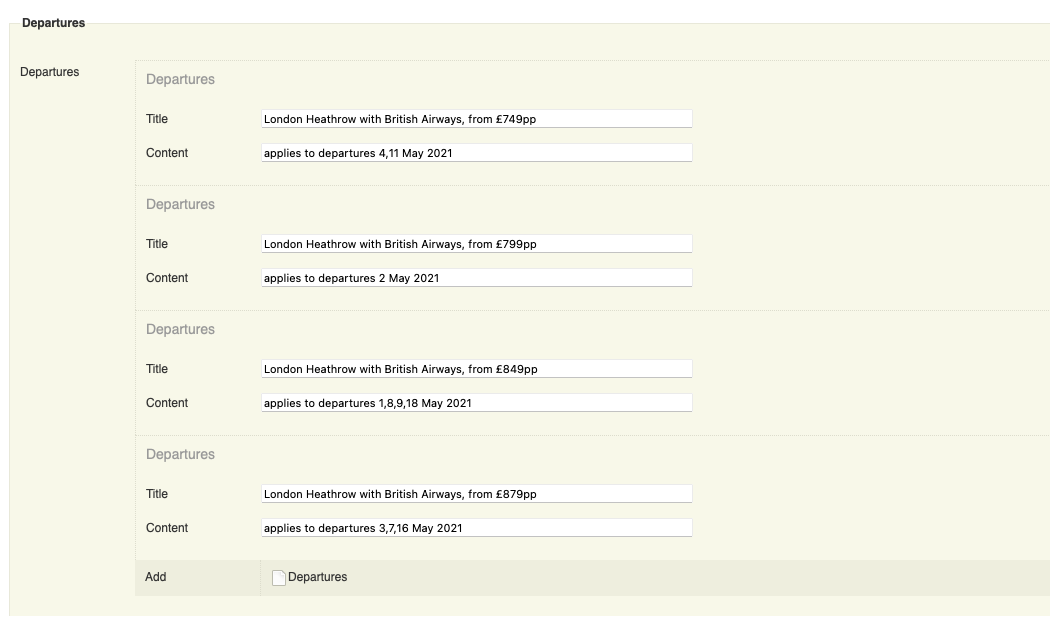 Departures
Departures
Departures
Title
London Heathrow with British Airways, from £749pp
Content
applies to departures 4,11 May 2021
Departures
Title
London Heathrow with British Airways, from £799pp
Content
applies to departures 2 May 2021
Departures
Title
London Heathrow with British Airways, from £849pp
Content
applies to departures 1,8,9,18 May 2021
Departures
Title
London Heathrow with British Airways, from £879pp
Content
applies to departures 3,7,16 May 2021
Add
Departures